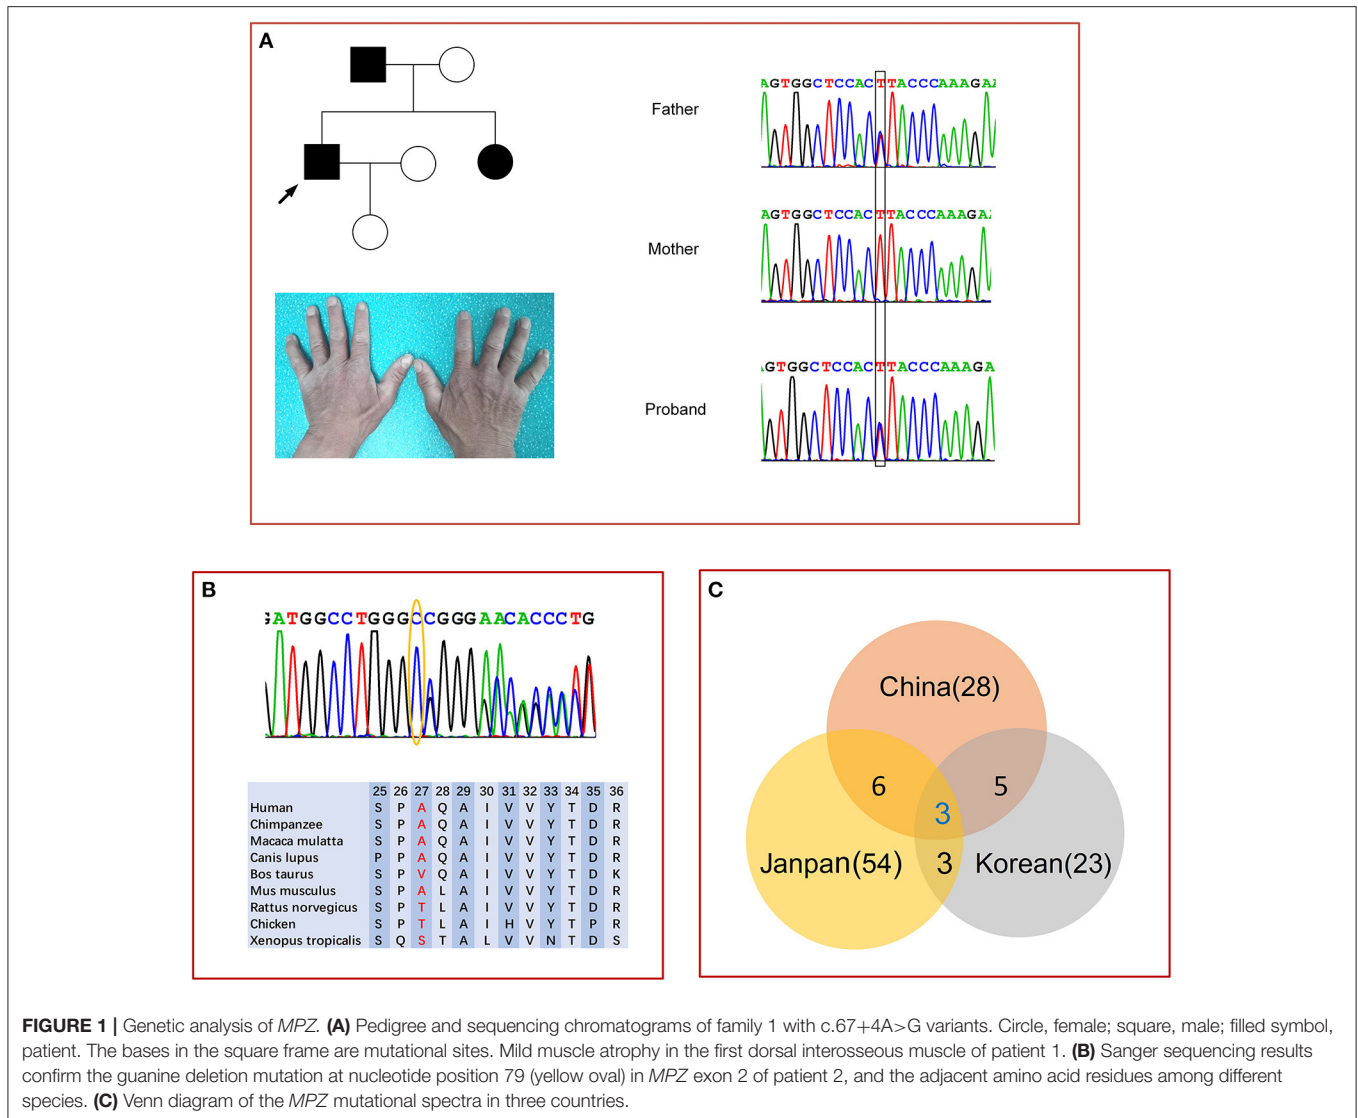 A
Father
AGTGGCTCCACTTACCCAAAGA
Mother
AGTGGCTCCACTTACCCAAAGA
Proband
GTGGCTCCACTTACCCAAAGA
B
GATGGCCTGGGCCGGGAACACCCTG
25 26 27 28 29 30 31 32 33 34 35 36
Human S P A Q A I V V Y T D R
Chimpanzee S P A Q A I V V Y T D R
Macaca mulatta S P A Q A I V V Y T D R
Canis lupus P P A Q A I V V Y T D R
Bos taurus S P V Q A I V V Y T D K
Mus musculus S P A L A I V V Y T D R
Rattus norvegicus S P T L A I V V Y T D R
Chicken S P T L A I H V Y T P R
Xenopus tropicalis S Q S T A L V V N T D S
C
China(28)
6
5
3
Janpan(54)
3
Korean(23)
FIGURE 1 | Genetic analysis of MPZ. (A) Pedigree and sequencing chromatograms of family 1 with c.67+4A>G variants. Circle, female; square, male; filled symbol,
patient. The bases in the square frame are mutational sites. Mild muscle atrophy in the first dorsal interosseous muscle of patient 1. (B) Sanger sequencing results
confirm the guanine deletion mutation at nucleotide position 79 (yellow oval) in MPZ exon 2 of patient 2, and the adjacent amino acid residues among different
species. (C) Venn diagram of the MPZ mutational spectra in three countries.